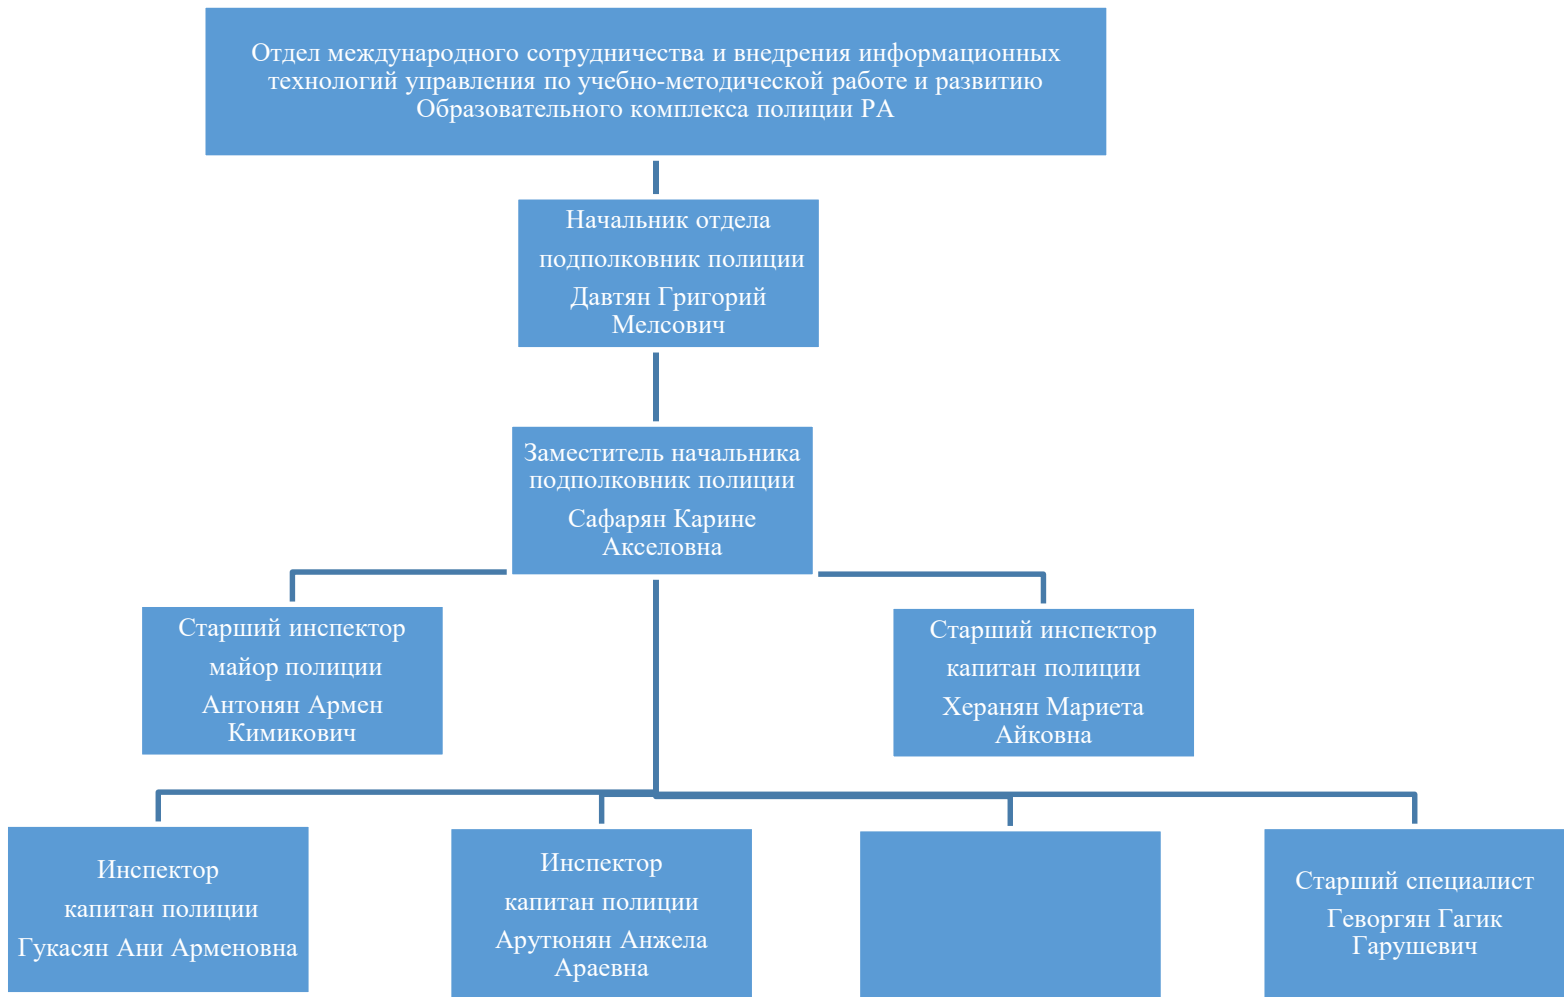 Отдел международного сотрудничества и внедрения информационных
технологий управления по учебно-методической работе и развитию
Образовательного комплекса полиции РА
Начальник отдела
подполковник полиции
Давтян Григорий
Мелсович
Заместитель начальника
подполковник полиции
Сафарян Карине
Акселовна
Старший инспектор
майор полиции
Антонян Армен
Кимикович
Старший инспектор
капитан полиции
Херанян Мариета
Айковна
Инспектор
капитан полиции
Гукасян Ани Арменовна
Инспектор
капитан полиции
Арутюнян Анжела
Араевна
Старший специалист
Геворгян Гагик
Гарушевич